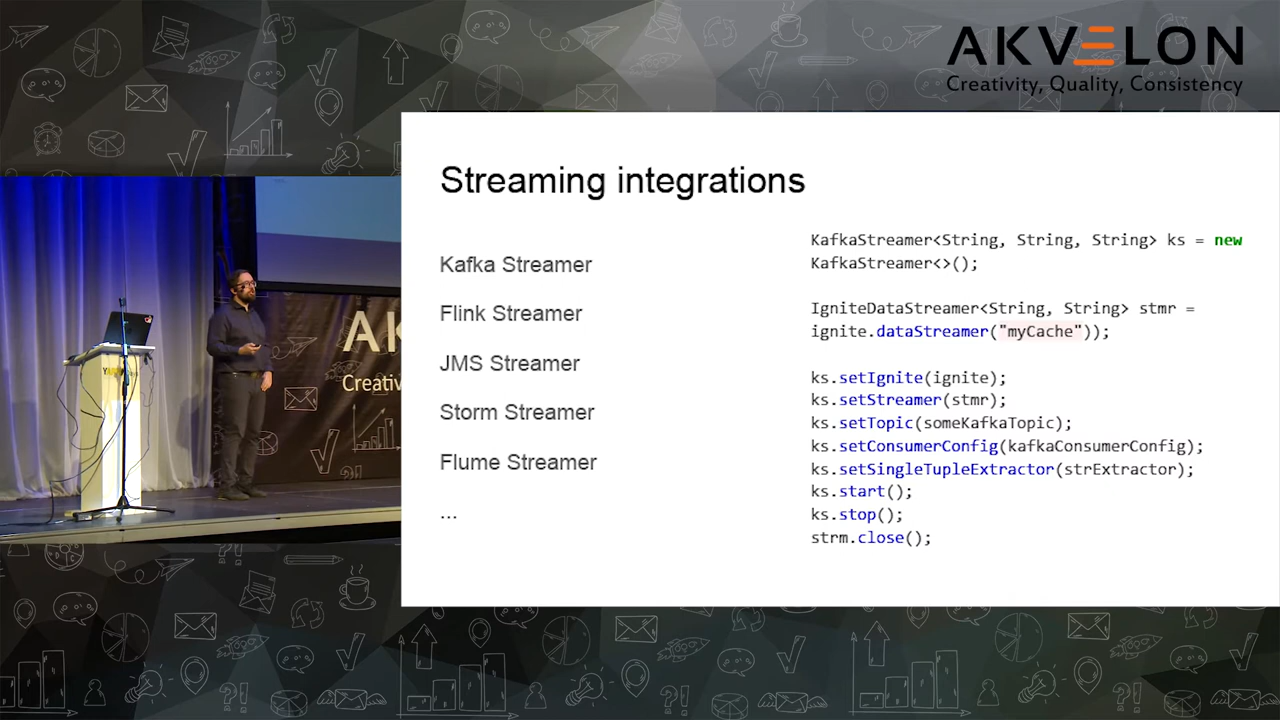 AKVELON
Creativity, Quality, Consistency
Streaming integrations
Kafka Streamer
Flink Streamer
JMS Streamer
Storm Streamer
Flume Streamer
...
KafkaStreamer<String, String, String> ks = new
KafkaStreamer<>();
IgniteDataStreamer<String, String> stmr =
ignite.dataStreamer("myCache"));
ks.setIgnite(ignite);
ks.setStreamer(stmr);
ks.setTopic(someKafkaTopic);
ks.setConsumerConfig(kafkaConsumerConfig);
ks.setSingleTupleExtractor(strExtractor);
ks.start();
ks.stop();
strm.close();
AK
Creativ